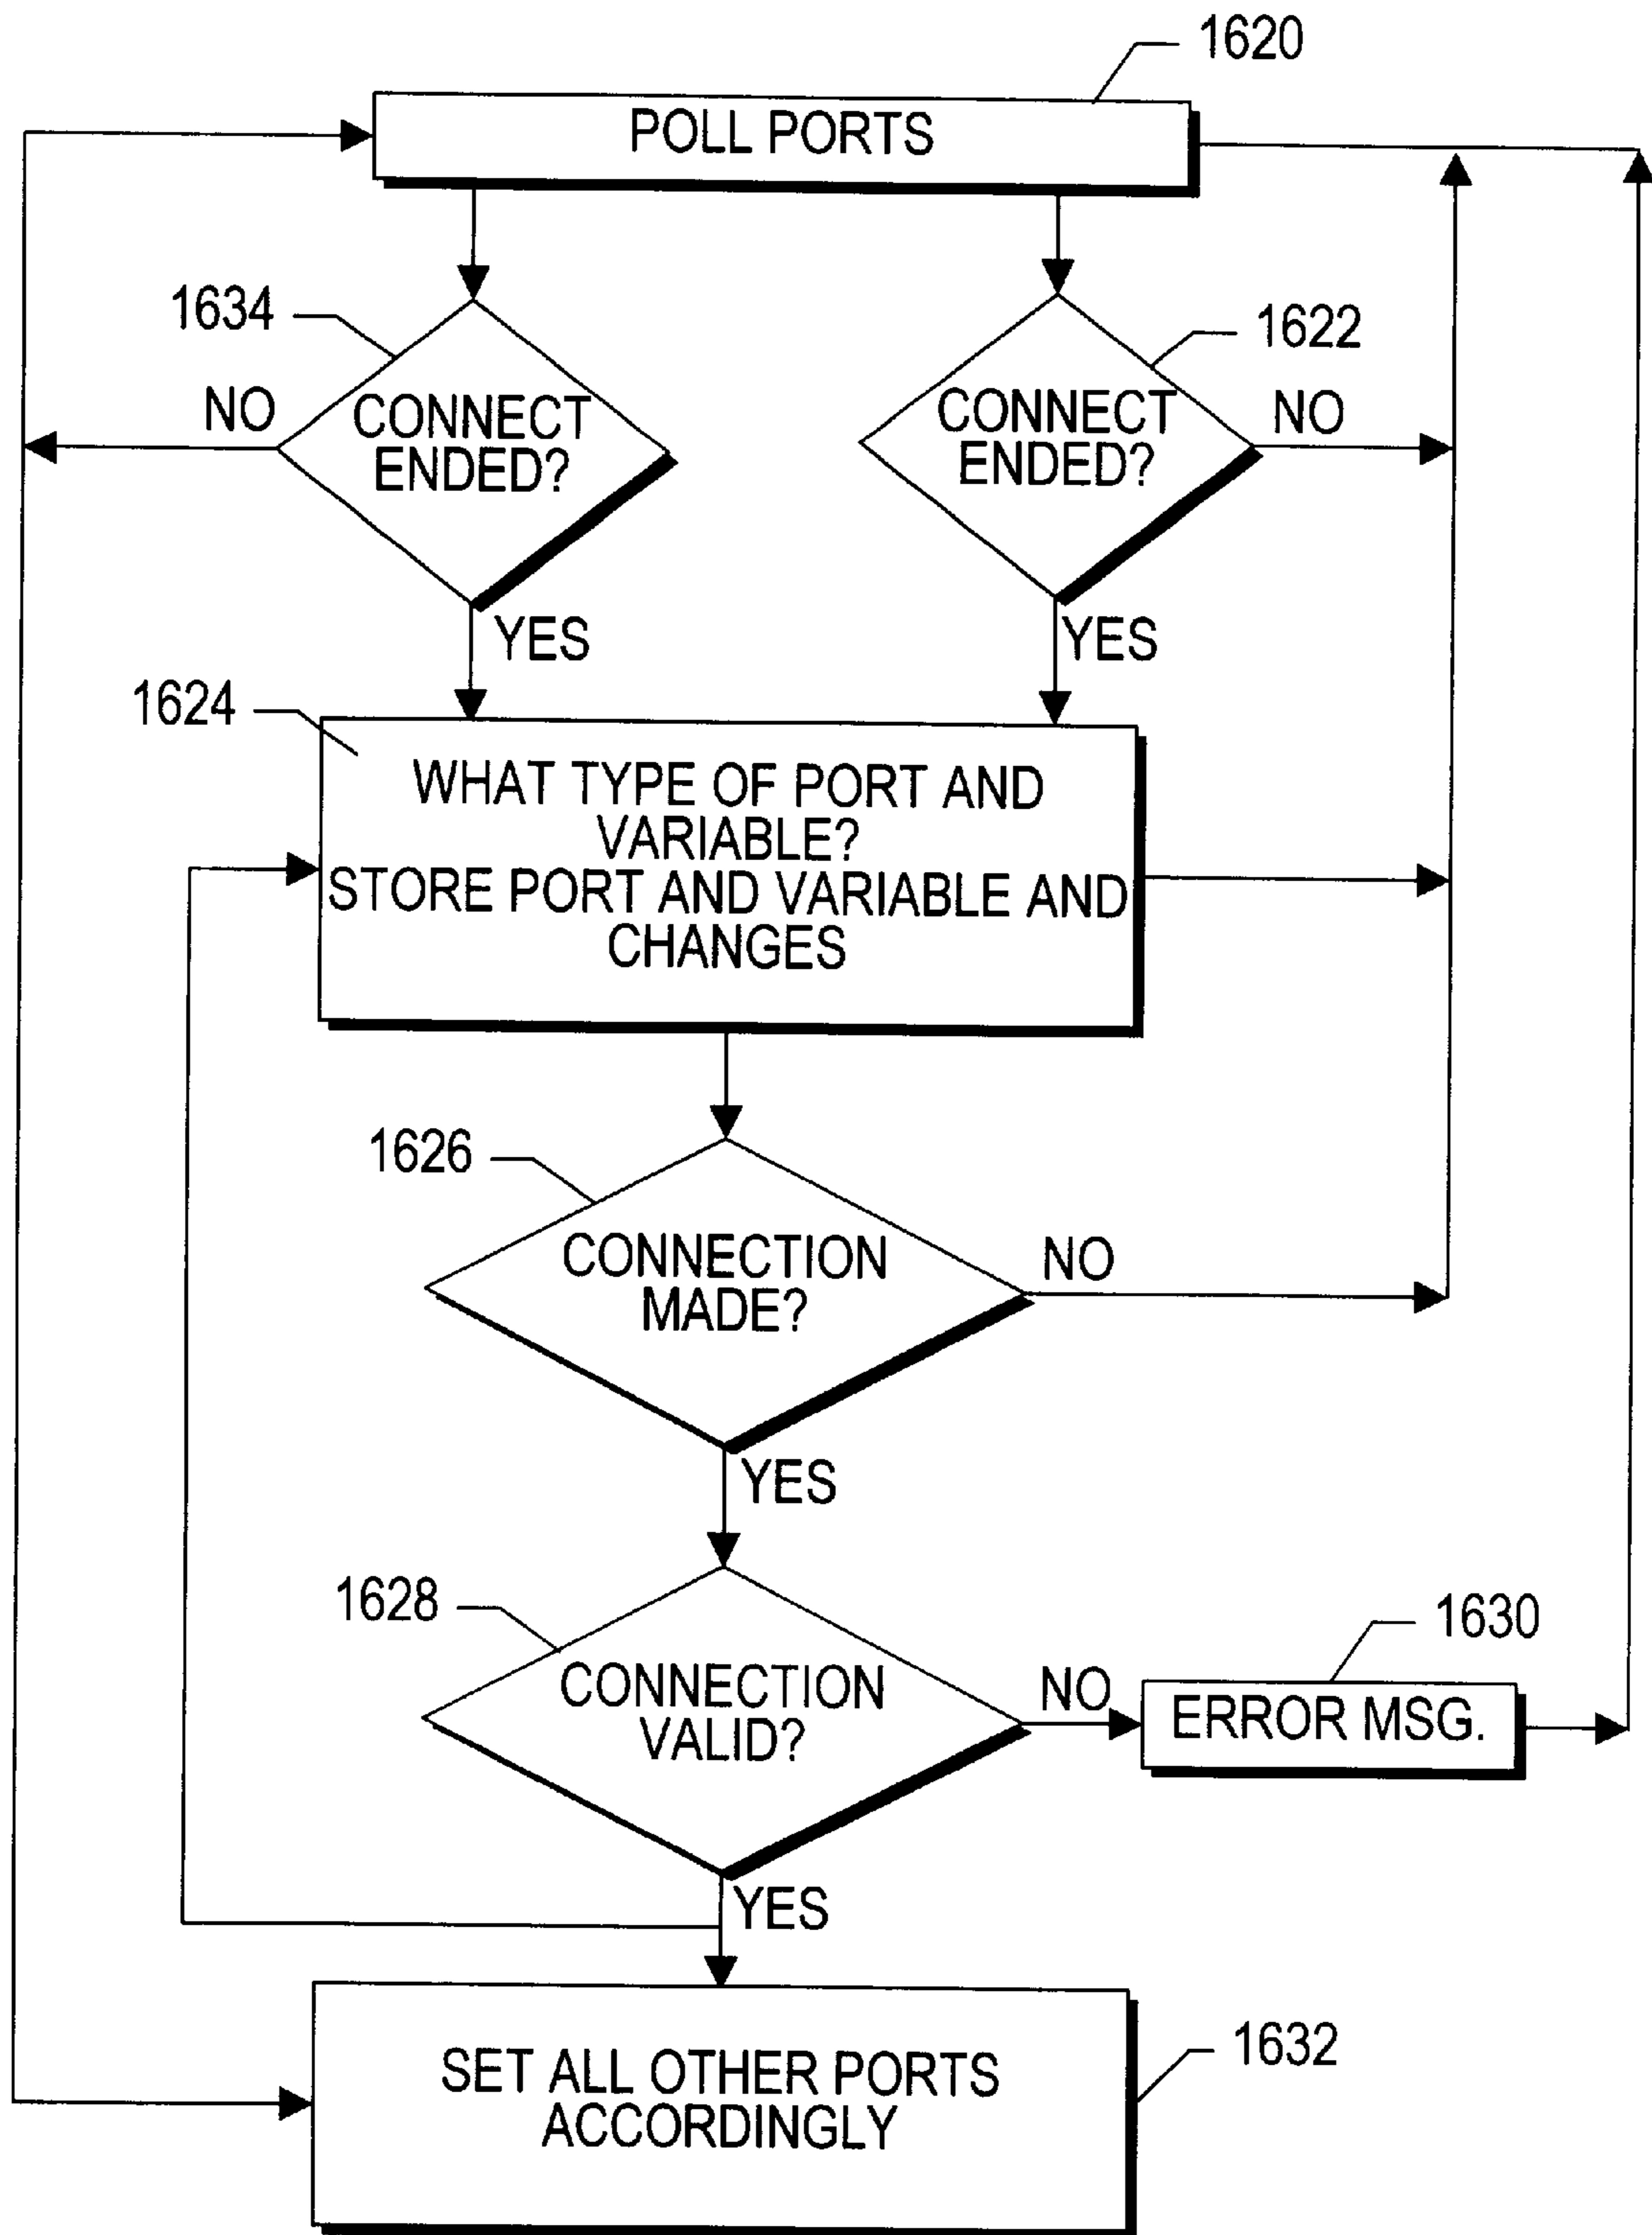 1620
POLL PORTS
1634
1622
NO
CONNECT
ENDED?
CONNECT
ENDED?
NO
YES
YES
1624
WHAT TYPE OF PORT AND
VARIABLE?
STORE PORT AND VARIABLE AND
CHANGES
1626
CONNECTION
MADE?
NO
YES
1628
CONNECTION
VALID?
NO
1630
ERROR MSG.
YES
SET ALL OTHER PORTS
ACCORDINGLY
1632